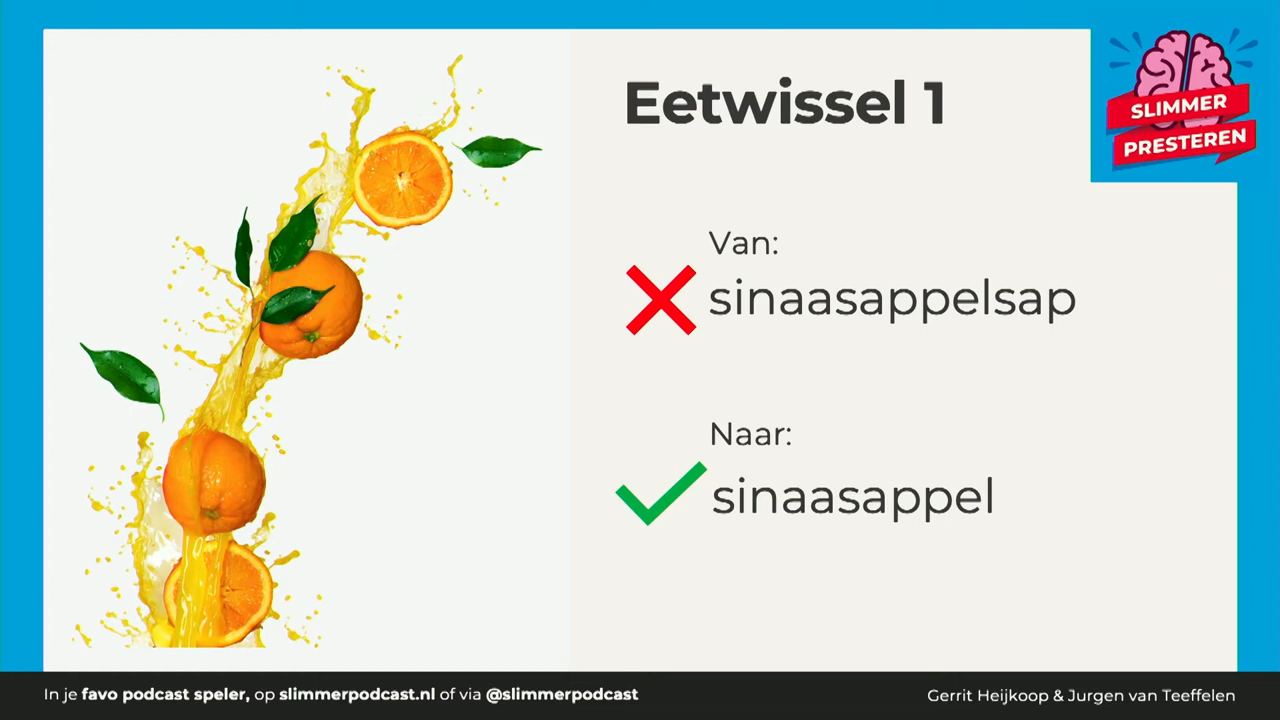 Eetwissel 1
SLIMMER
PRESTEREN
Van:
sinaasappelsap
Naar:
sinaasappel
In je favo podcast speler, op slimmerpodcast.nl of via @slimmerpodcast
Gerrit Heijkoop & Jurgen van Teeffelen